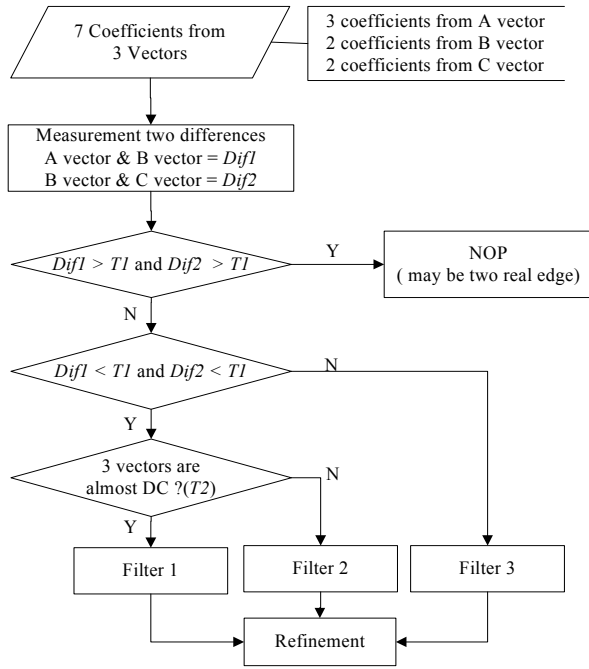 7 Coefficients from
3 Vectors
3 coefficients from A vector
2 coefficients from B vector
2 coefficients from C vector
Measurement two differences
A vector & B vector = Dif1
B vector & C vector = Dif2
Dif1 > T1 and Dif2 > T1
Y
NOP
( may be two real edge)
N
Dif1 < T1 and Dif2 < T1
N
Y
3 vectors are
almost DC ?(T2)
N
Y
Filter 1
Filter 2
Filter 3
Refinement